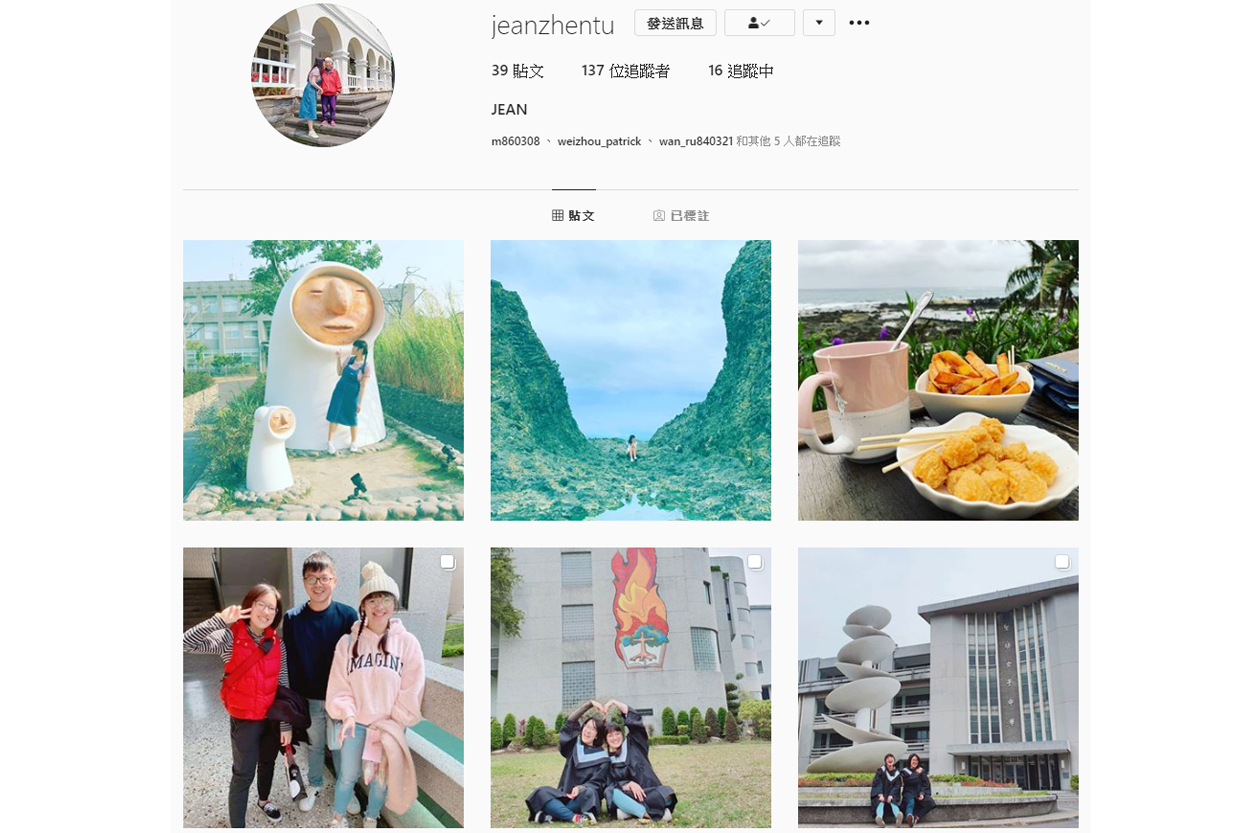 jeanzhentu 發送訊息
39 貼文 137 位追蹤者 16 追蹤中
JEAN
m860308、weizhou_patrick、wan_ru840321 和其他 5 人都在追蹤
貼文 已標註
IMAGIN